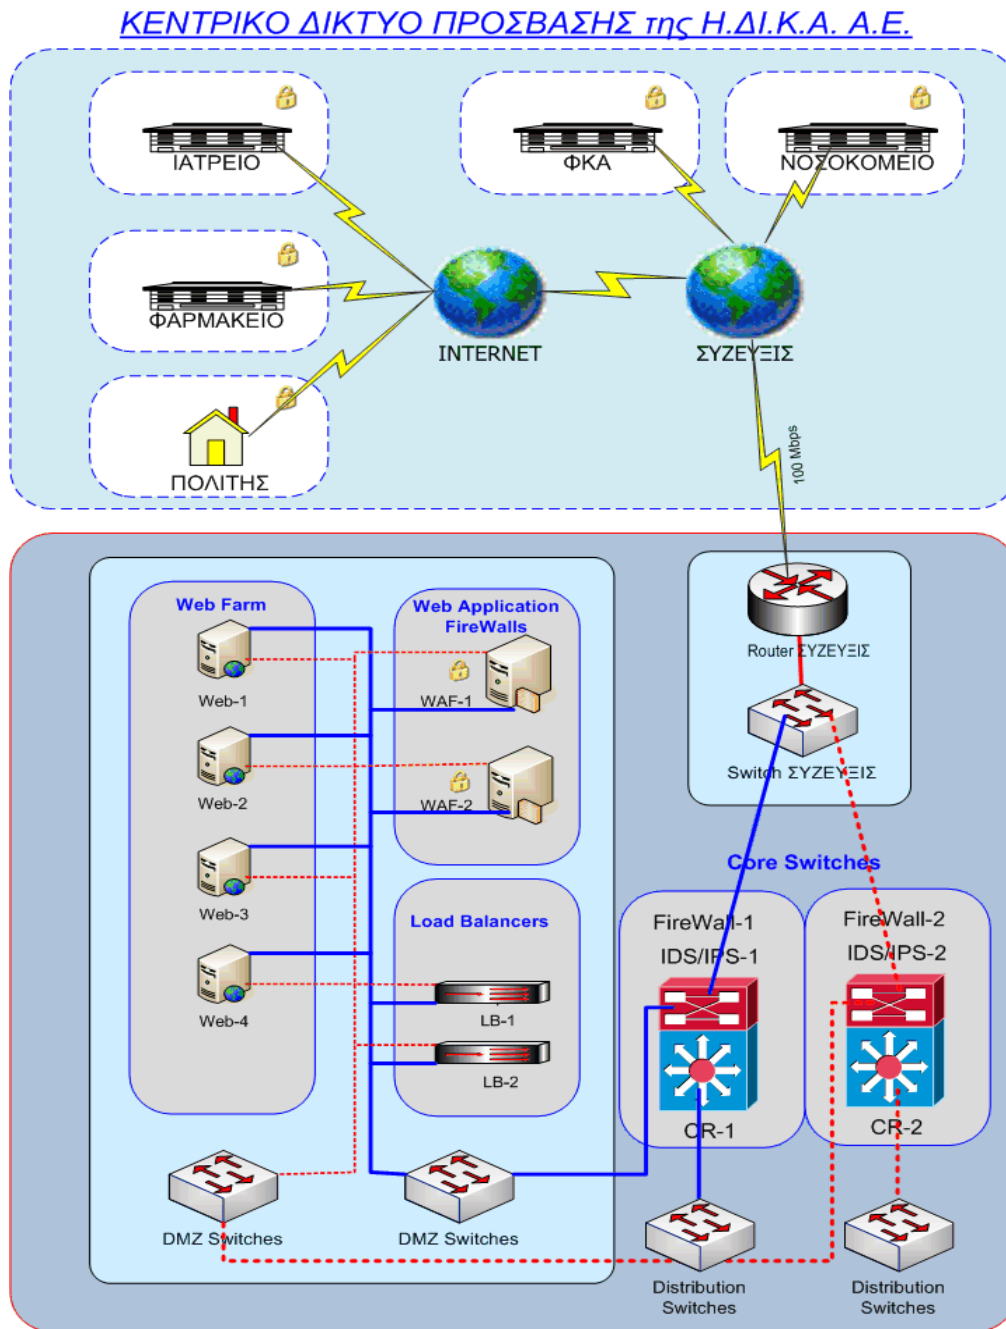 ΚΕΝΤΡΙΚΟ ΔΙΚΤΥΟ ΠΡΟΣΒΑΣΗΣ της Η.ΔΙ.Κ.Α. Α.Ε.
ΙΑΤΡΕΙΟ
ΦΚΑ
ΝΟΣΟΚΟΜΕΙΟ
ΦΑΡΜΑΚΕΙΟ
INTERNET
ΣΥΖΕΥΞΙΣ
ΠΟΛΙΤΗΣ
100 Mbps
Web Farm
Web-1
Web-2
Web-3
Web-4
Web Application
FireWalls
WAF-1
WAF-2
Load Balancers
LB-1
LB-2
DMZ Switches
DMZ Switches
Router ΣΥΖΕΥΞΙΣ
Switch ΣΥΖΕΥΞΙΣ
Core Switches
FireWall-1
IDS/IPS-1
CR-1
FireWall-2
IDS/IPS-2
CR-2
Distribution
Switches
Distribution
Switches